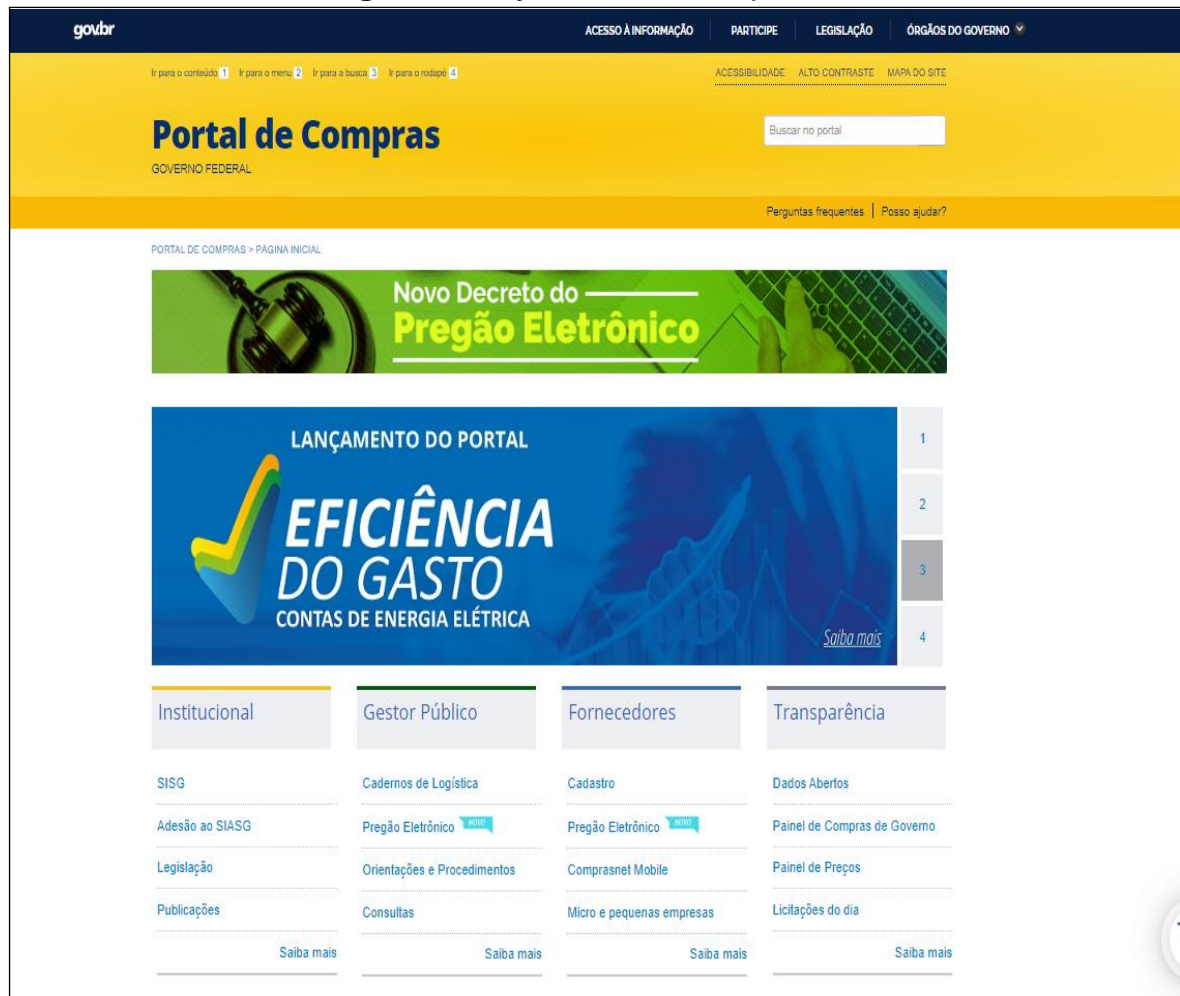 gov.br ACESSO À INFORMAÇÃO PARTICIPE LEGISLAÇÃO ÓRGÃOS DO GOVERNO
Ir para o conteúdo 1 Ir para o menu 2 Ir para a busca 3 Ir para o rodapé 4 ACESSIBILIDADE ALTO CONTRASTE MAPA DO SITE
Portal de Compras
Buscar no portal
GOVERNO FEDERAL
Perguntas frequentes | Posso ajudar?
PORTAL DE COMPRAS > PÁGINA INICIAL
Novo Decreto do
Pregão Eletrônico
LANÇAMENTO DO PORTAL
EFICIÊNCIA
DO GASTO
CONTAS DE ENERGIA ELÉTRICA
Saiba mais
1
2
3
4
Institucional Gestor Público Fornecedores Transparência
SISG Cadernos de Logística Cadastro Dados Abertos
Adesão ao SIASG Pregão Eletrônico NOVO Pregão Eletrônico NOVO Painel de Compras de Governo
Legislação Orientações e Procedimentos Comprasnet Mobile Painel de Preços
Publicações Consultas Micro e pequenas empresas Licitações do dia
Saiba mais Saiba mais Saiba mais Saiba mais